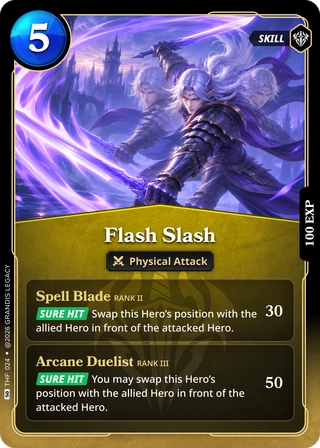 5
SKILL
100 EXP
Flash Slash
Physical Attack
Spell Blade RANK II
SURE HIT Swap this Hero's position with the
allied Hero in front of the attacked Hero.
30
Arcane Duelist RANK III
SURE HIT You may swap this Hero's
position with the allied Hero in front of the
attacked Hero.
50
SG THF 024 • @2026 GRANDIS LEGACY